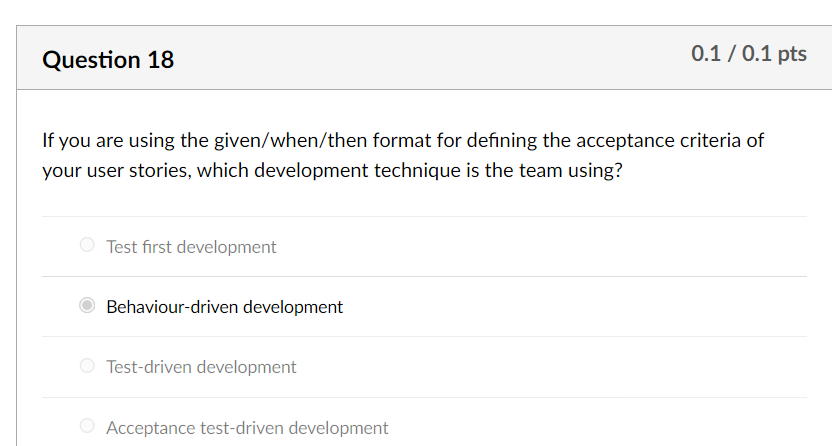 Question 18
0.1 / 0.1 pts
If you are using the given/when/then format for defining the acceptance criteria of
your user stories, which development technique is the team using?
Test first development
Behaviour-driven development
Test-driven development
Acceptance test-driven development